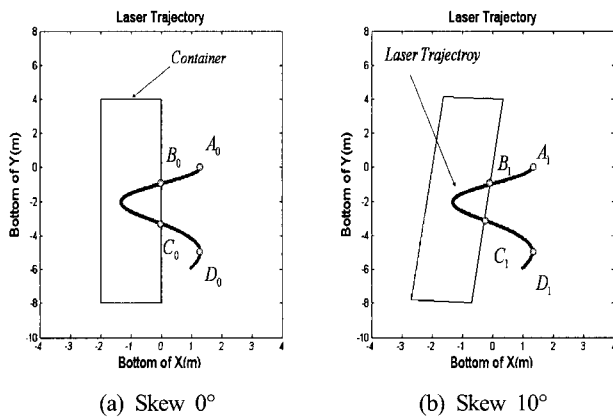 Laser Trajectory
8
6
4
2
0
-2
-4
-6
-8
-10
-4 -3 -2 -1 0 1 2 3 4
Bottom of Y(m)
Bottom of X(m)
Container
A0
B0
C0
D0
(a) Skew 0°
Laser Trajectory
8
6
4
2
0
-2
-4
-6
-8
-10
-4 -3 -2 -1 0 1 2 3 4
Bottom of Y(m)
Bottom of X(m)
Laser Trajectroy
A1
B1
C1
D1
(b) Skew 10°